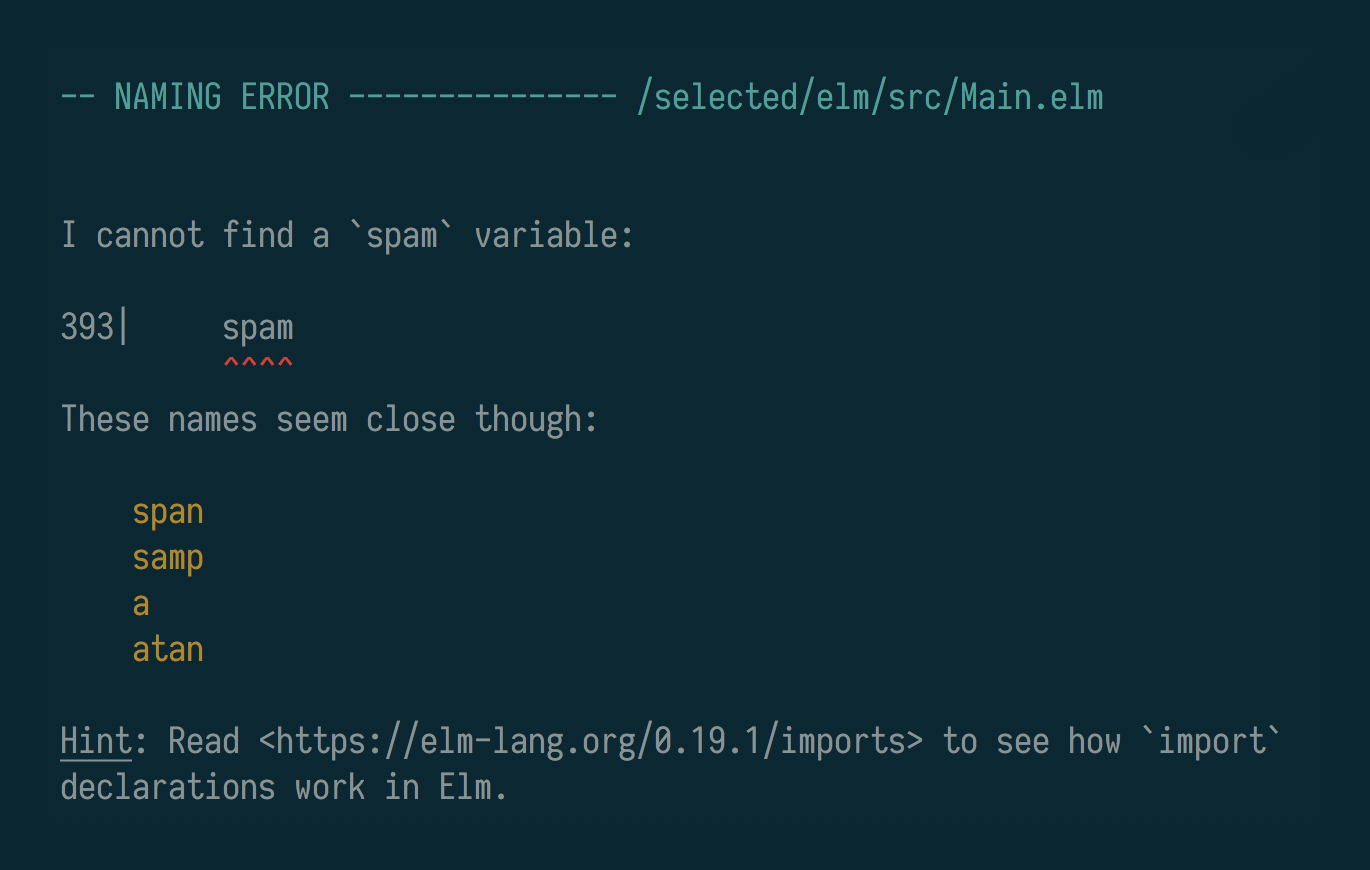 -- NAMING ERROR --------------- /selected/elm/src/Main.elm
I cannot find a `spam` variable:
393|     spam
         ^^^^
These names seem close though:
    span
    samp
    a
    atan
Hint: Read <https://elm-lang.org/0.19.1/imports> to see how `import`
declarations work in Elm.